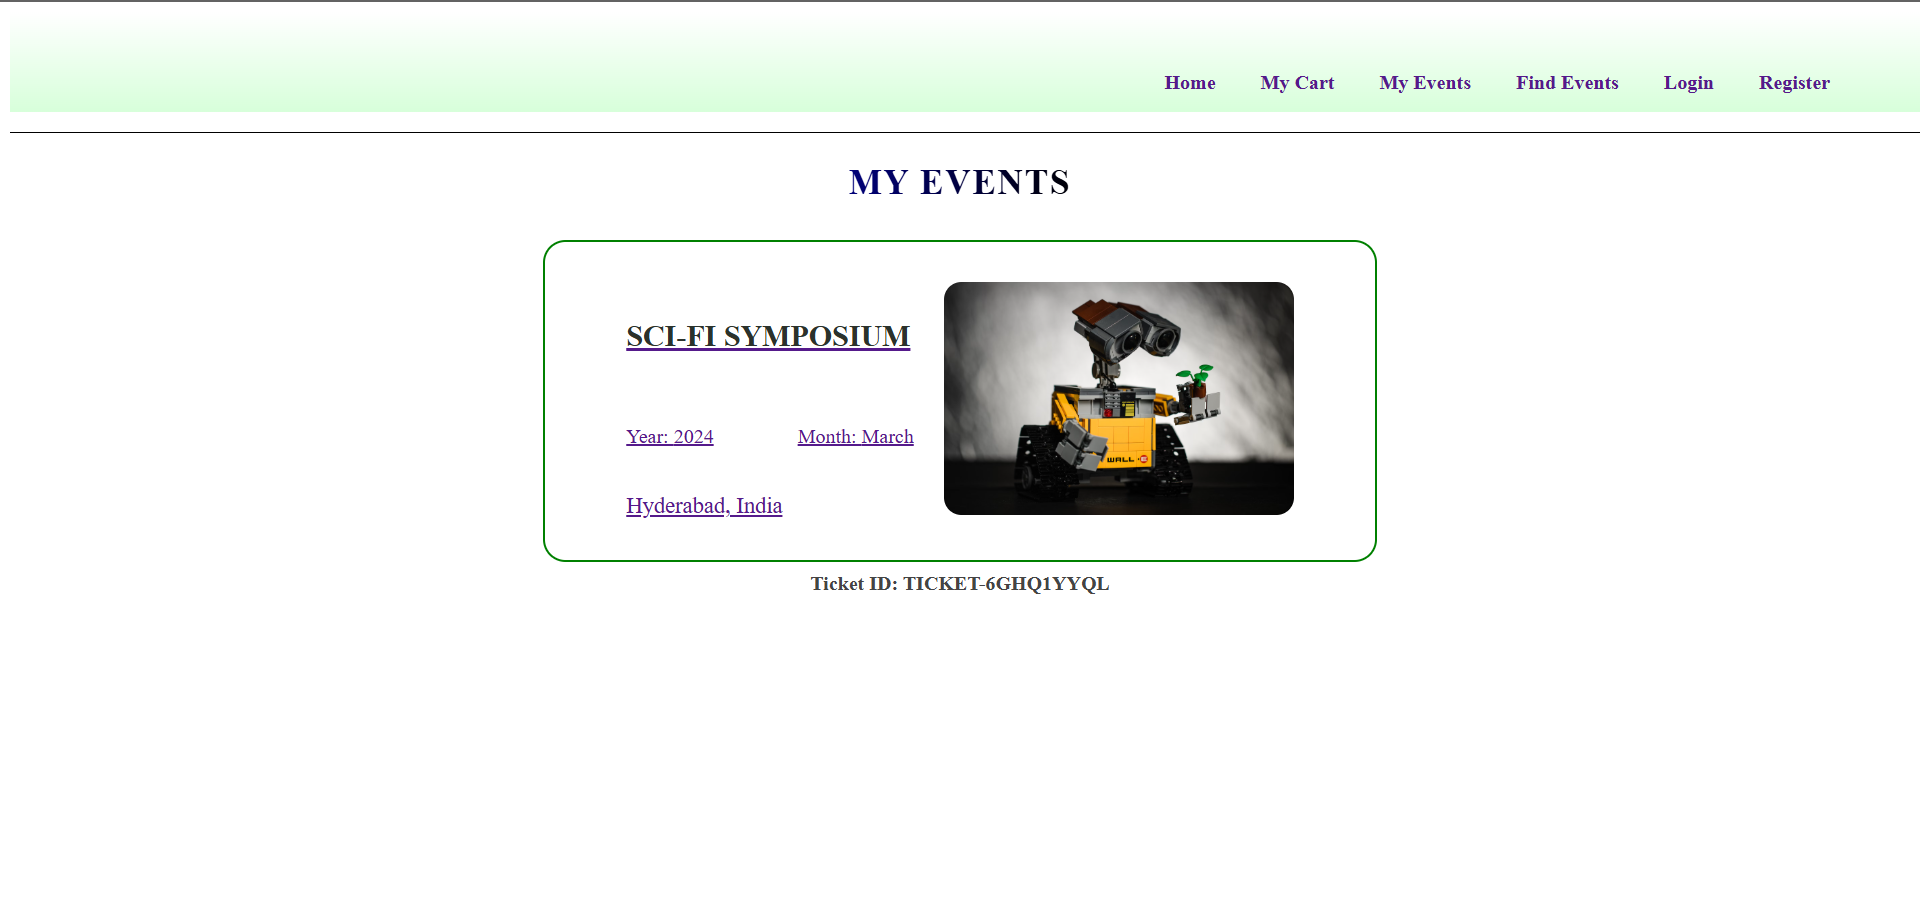 Home My Cart My Events Find Events Login Register
MY EVENTS
SCI-FI SYMPOSIUM
Year: 2024 Month: March
Hyderabad, India
WALL
Ticket ID: TICKET-6GHQ1YYQL